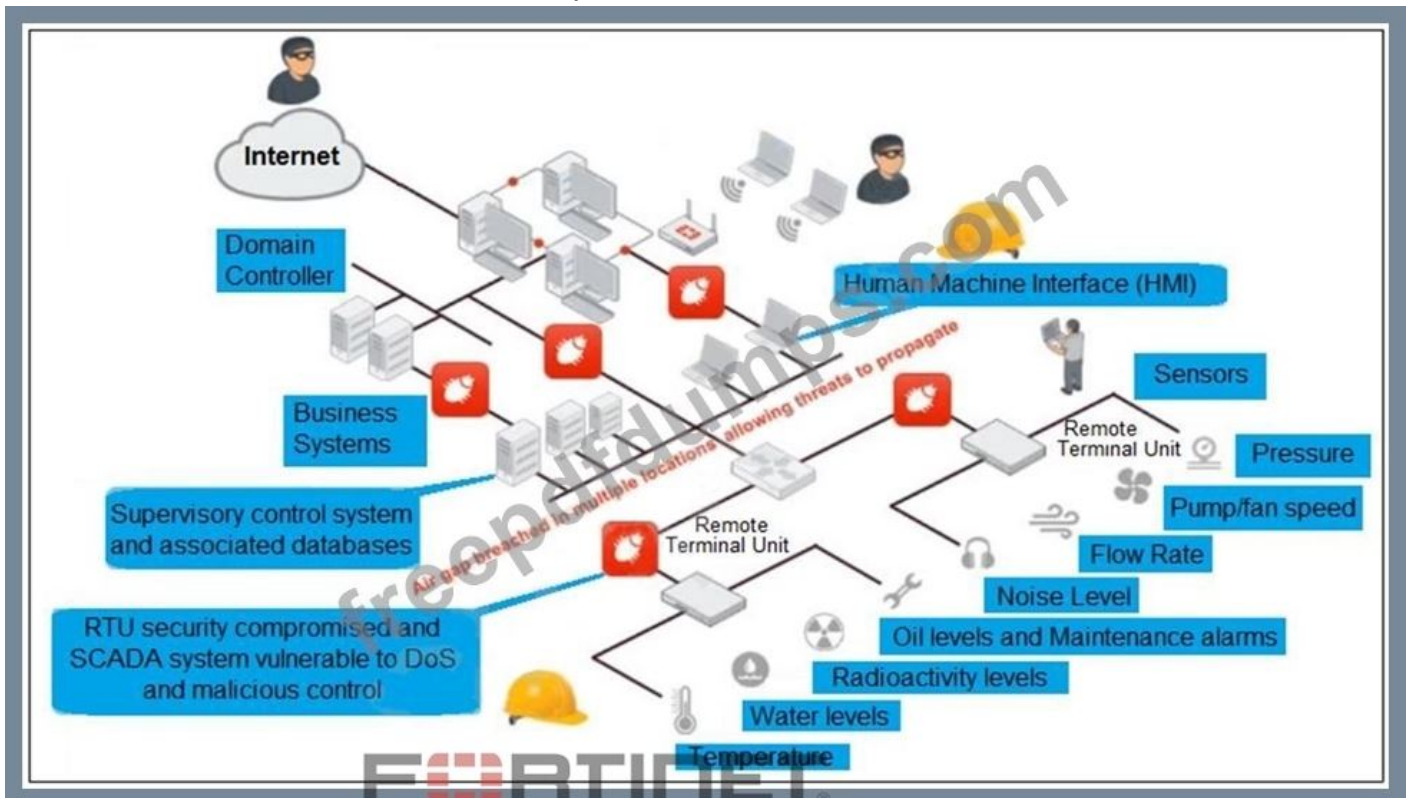 Internet
Domain
Controller
Human Machine Interface (HMI)
Air gap breached in multiple locations allowing threats to propagate
Sensors
Business
Systems
Remote
Terminal Unit
Pressure
Pump/fan speed
Supervisory control system
and associated databases
Remote
Terminal Unit
Flow Rate
Noise Level
Oil levels and Maintenance alarms
RTU security compromised and
SCADA system vulnerable to DoS
and malicious control
Radioactivity levels
Water levels
Temperature
freepdfdumps.com
FORTINET